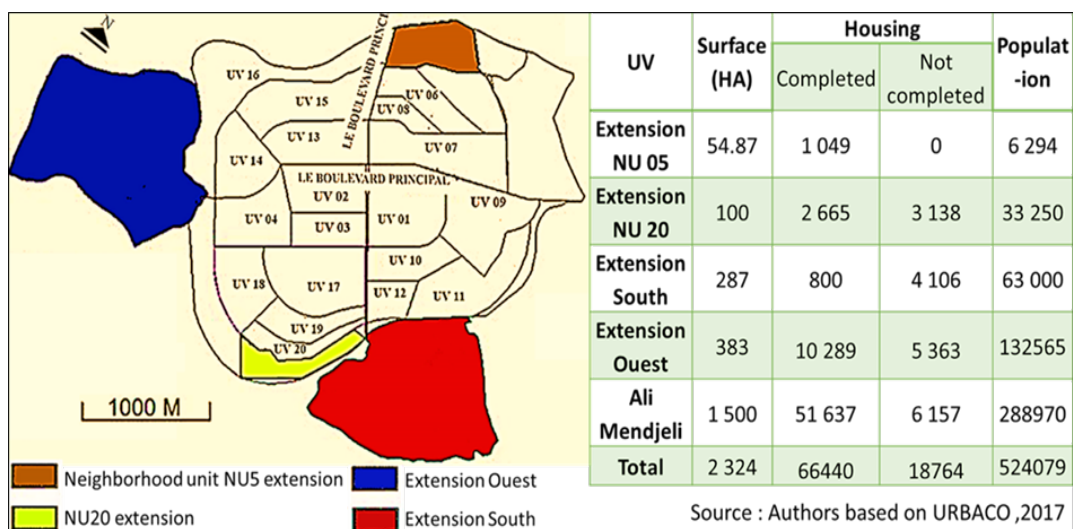 N
LE BOULEVARD PRINCIPAL
UV 16
UV 15
UV 06
UV 08
UV 13
UV 07
UV 14
LE BOULEVARD PRINCIPAL
UV 02
UV 09
UV 04
UV 01
UV 03
UV 10
UV 18
UV 17
UV 12
UV 11
UV 19
UV 20
1000 M
Neighborhood unit NU5 extension
Extension Ouest
NU20 extension
Extension South
UV Surface (HA) Housing Populat-ion
Completed Not completed
Extension NU 05 54.87 1 049 0 6 294
Extension NU 20 100 2 665 3 138 33 250
Extension South 287 800 4 106 63 000
Extension Ouest 383 10 289 5 363 132565
Ali Mendjeli 1 500 51 637 6 157 288970
Total 2 324 66440 18764 524079
Source : Authors based on URBACO ,2017